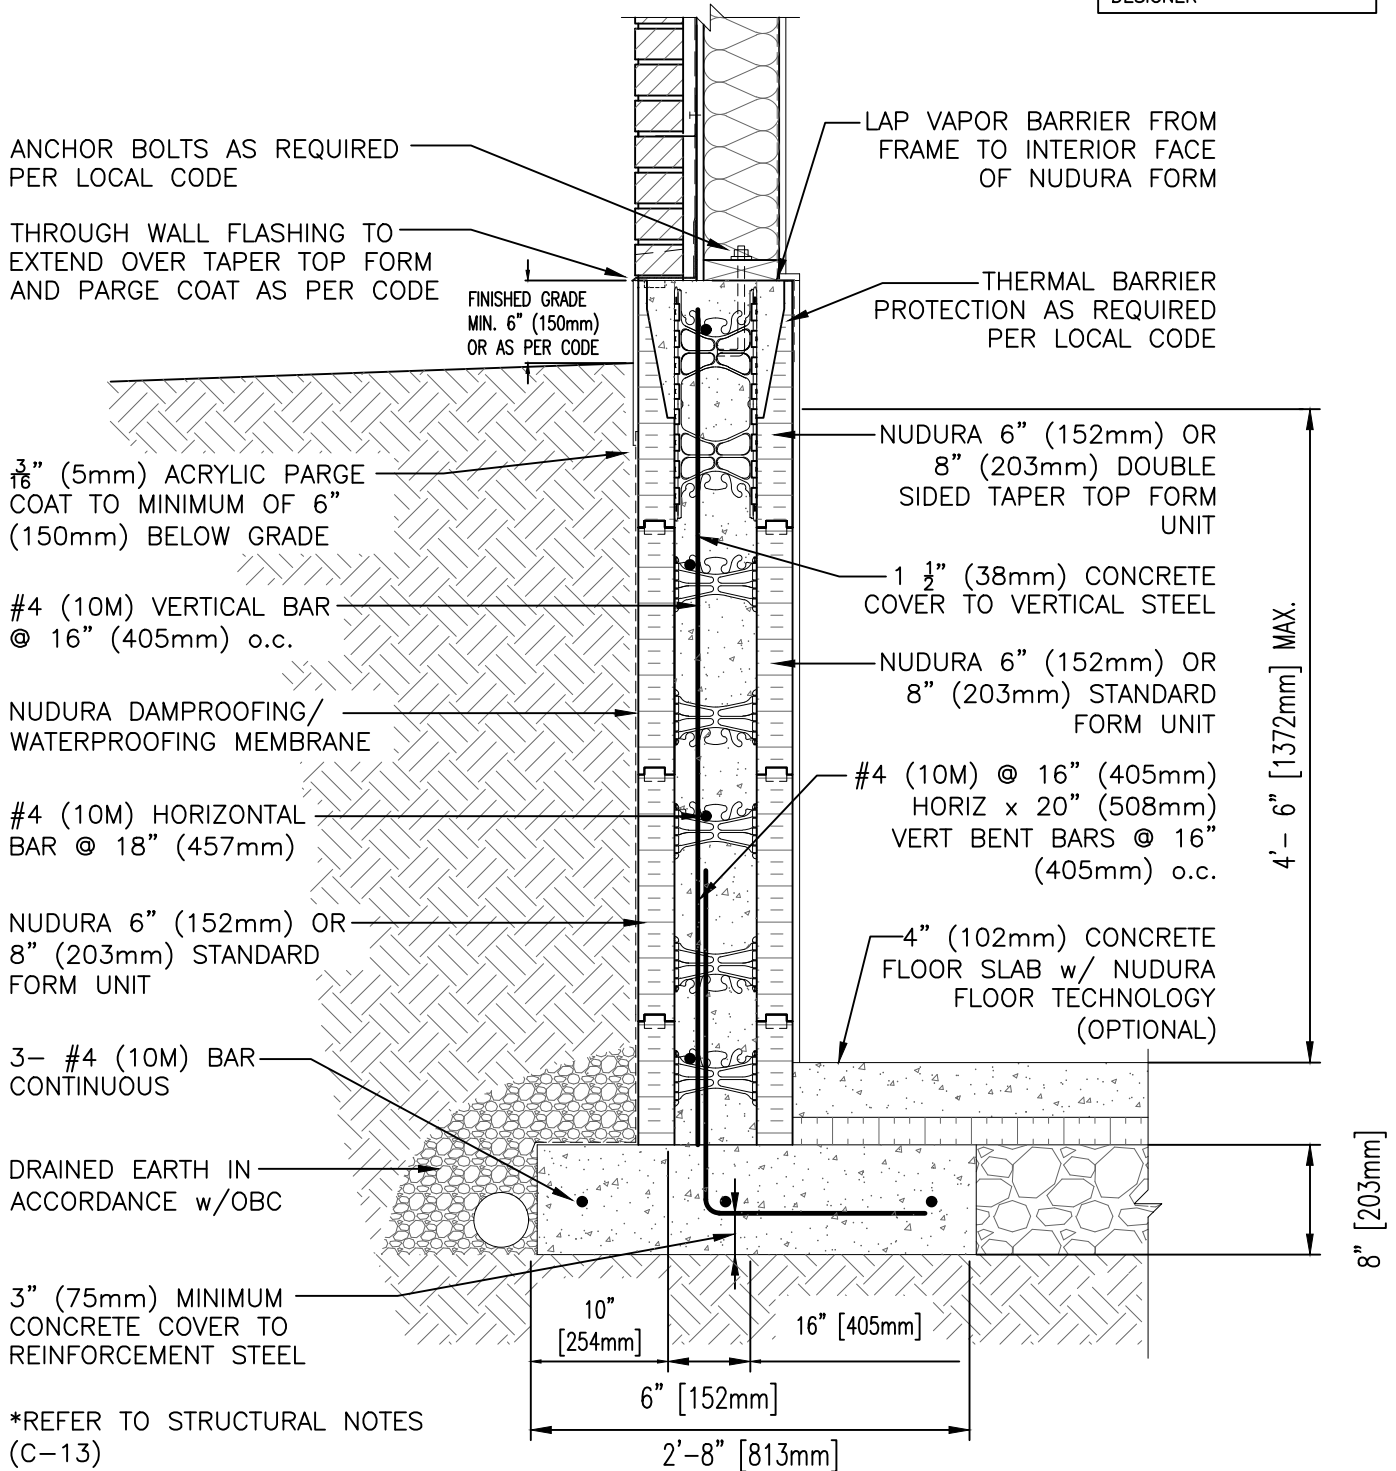 DESIGNER
ANCHOR BOLTS AS REQUIRED
PER LOCAL CODE
THROUGH WALL FLASHING TO
EXTEND OVER TAPER TOP FORM
AND PARGE COAT AS PER CODE
FINISHED GRADE
MIN. 6" (150mm)
OR AS PER CODE
3/16" (5mm) ACRYLIC PARGE
COAT TO MINIMUM OF 6"
(150mm) BELOW GRADE
#4 (10M) VERTICAL BAR
@ 16" (405mm) o.c.
NUDURA DAMPROOFING/
WATERPROOFING MEMBRANE
#4 (10M) HORIZONTAL
BAR @ 18" (457mm)
NUDURA 6" (152mm) OR
8" (203mm) STANDARD
FORM UNIT
3- #4 (10M) BAR
CONTINUOUS
DRAINED EARTH IN
ACCORDANCE w/OBC
3" (75mm) MINIMUM
CONCRETE COVER TO
REINFORCEMENT STEEL
*REFER TO STRUCTURAL NOTES
(C-13)
LAP VAPOR BARRIER FROM
FRAME TO INTERIOR FACE
OF NUDURA FORM
THERMAL BARRIER
PROTECTION AS REQUIRED
PER LOCAL CODE
NUDURA 6" (152mm) OR
8" (203mm) DOUBLE
SIDED TAPER TOP FORM
UNIT
1 1/2" (38mm) CONCRETE
COVER TO VERTICAL STEEL
NUDURA 6" (152mm) OR
8" (203mm) STANDARD
FORM UNIT
#4 (10M) @ 16" (405mm)
HORIZ x 20" (508mm)
VERT BENT BARS @ 16"
(405mm) o.c.
4" (102mm) CONCRETE
FLOOR SLAB w/ NUDURA
FLOOR TECHNOLOGY
(OPTIONAL)
4'- 6" [1372mm] MAX.
8" [203mm]
10"
[254mm]
16" [405mm]
6" [152mm]
2'-8" [813mm]